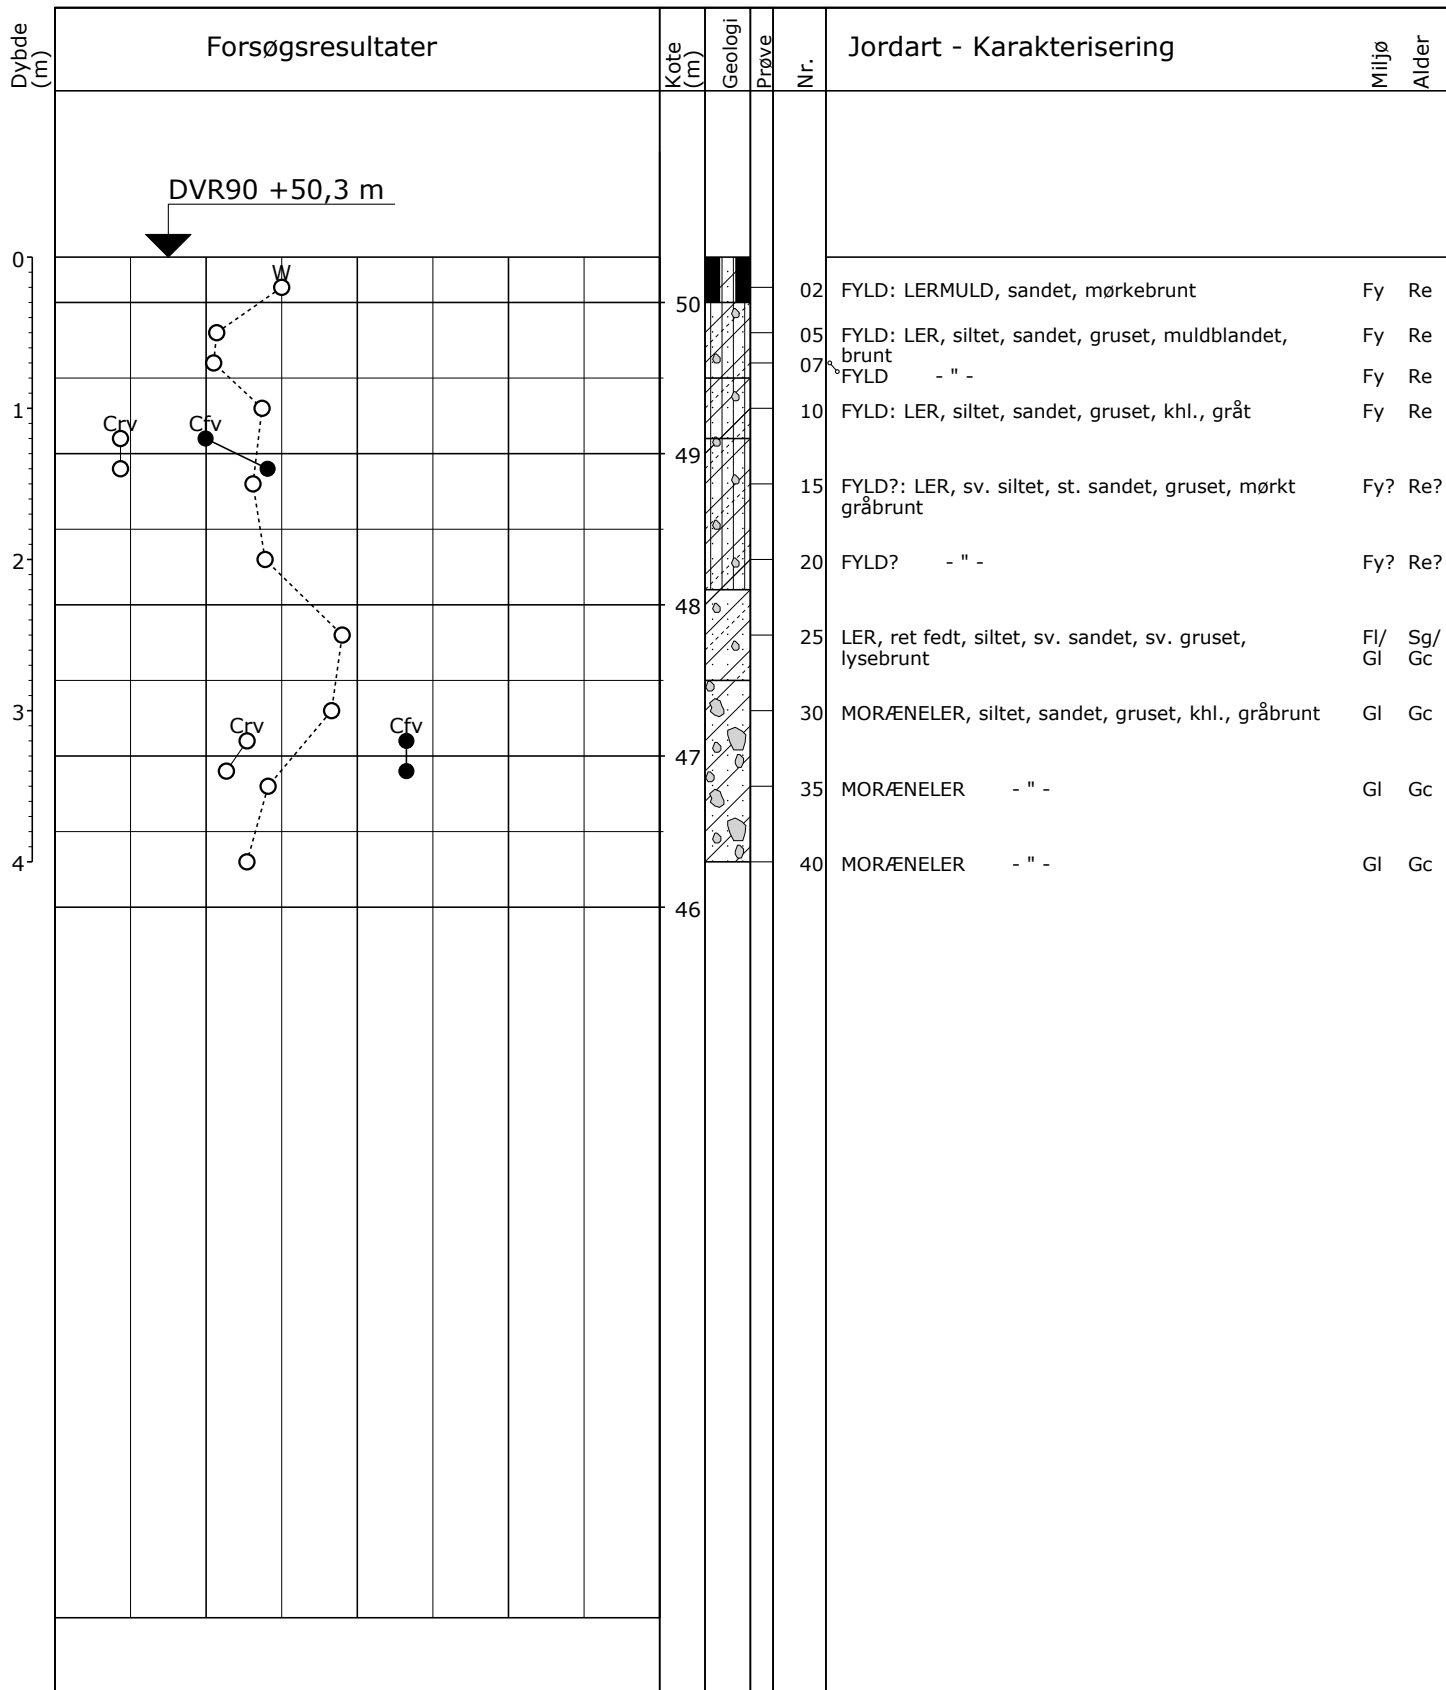 Dybde
(m)
Forsøgsresultater
Kote
(m)
Geologi
Prøve
Nr.
Jordart - Karakterisering
Miljø
Alder
DVR90 +50,3 m
0
W
50
02 FYLD: LERMULD, sandet, mørkebrunt Fy Re
05 FYLD: LER, siltet, sandet, gruset, muldblandet, Fy Re
brunt
07 FYLD - " - Fy Re
1
10 FYLD: LER, siltet, sandet, gruset, khl., gråt Fy Re
Crv Cfv
49
15 FYLD?: LER, sv. siltet, st. sandet, gruset, mørkt Fy? Re?
gråbrunt
2
20 FYLD? - " - Fy? Re?
48
25 LER, ret fedt, siltet, sv. sandet, sv. gruset, Fl/ Sg/
lysebrunt Gl Gc
3
30 MORÆNELER, siltet, sandet, gruset, khl., gråbrunt Gl Gc
Crv Cfv
47
35 MORÆNELER - " - Gl Gc
4
40 MORÆNELER - " - Gl Gc
46